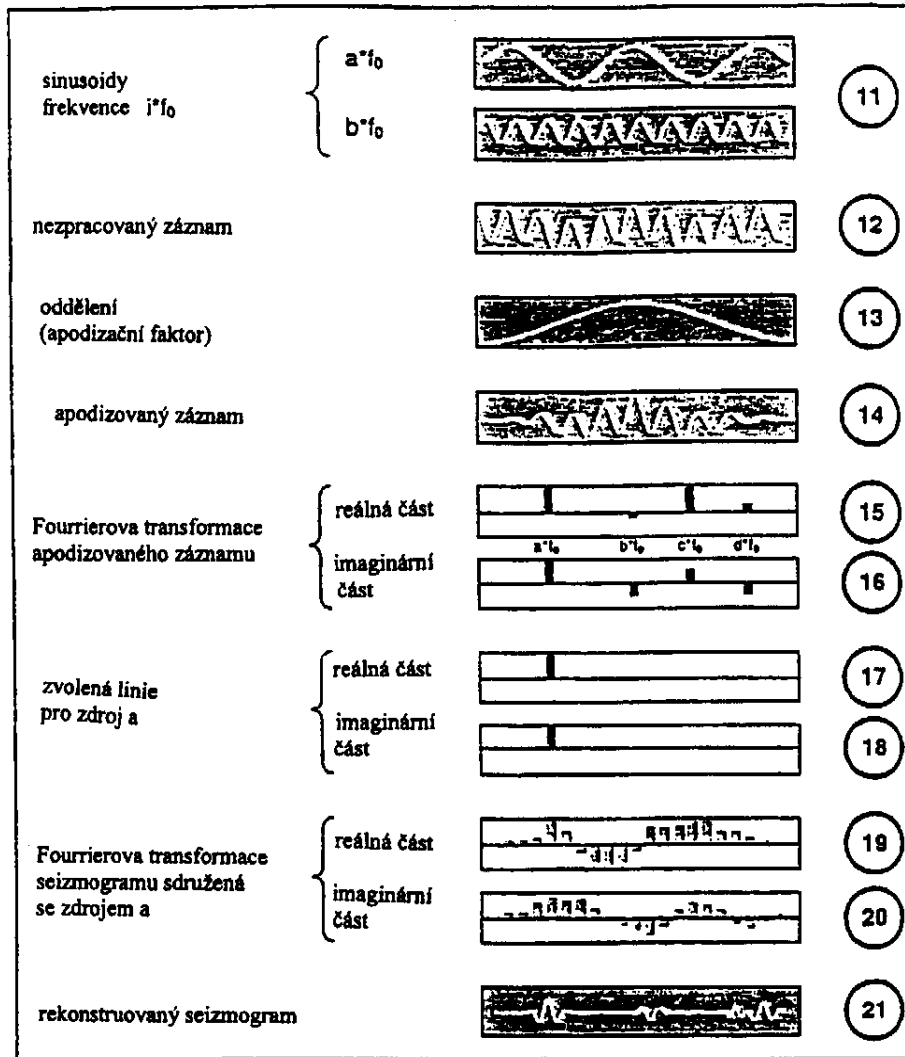 sinusoidy
frekvence i*f₀
a*f₀
b*f₀
11
nezpracovaný záznam
12
oddělení
(apodizační faktor)
13
apodizovaný záznam
14
Fourrierova transformace
apodizovaného záznamu
reálná část
15
a*f₀ b*f₀ c*f₀ d*f₀
imaginární
část
16
zvolená línie
pro zdroj a
reálná část
17
imaginární
část
18
Fourrierova transformace
seizmogramu sdružená
se zdrojem a
reálná část
19
imaginární
část
20
rekonstruovaný seizmogram
21